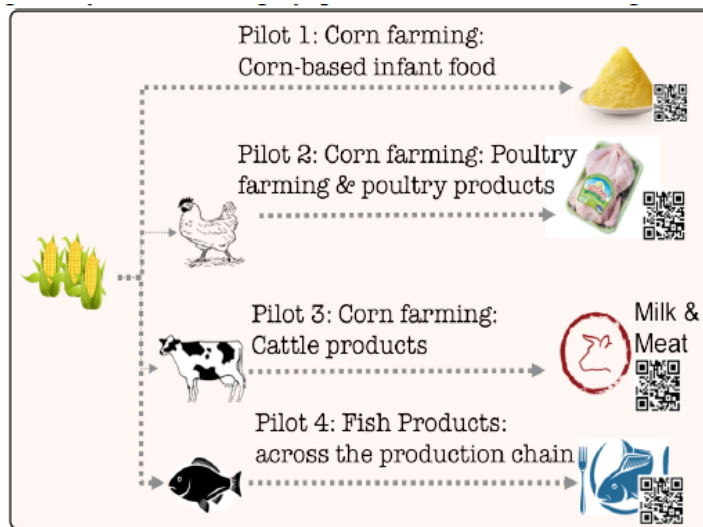 Pilot 1: Corn farming:
Corn-based infant food
Pilot 2: Corn farming: Poultry
farming & poultry products
Pilot 3: Corn farming:
Cattle products
Milk &
Meat
Pilot 4: Fish Products:
across the production chain